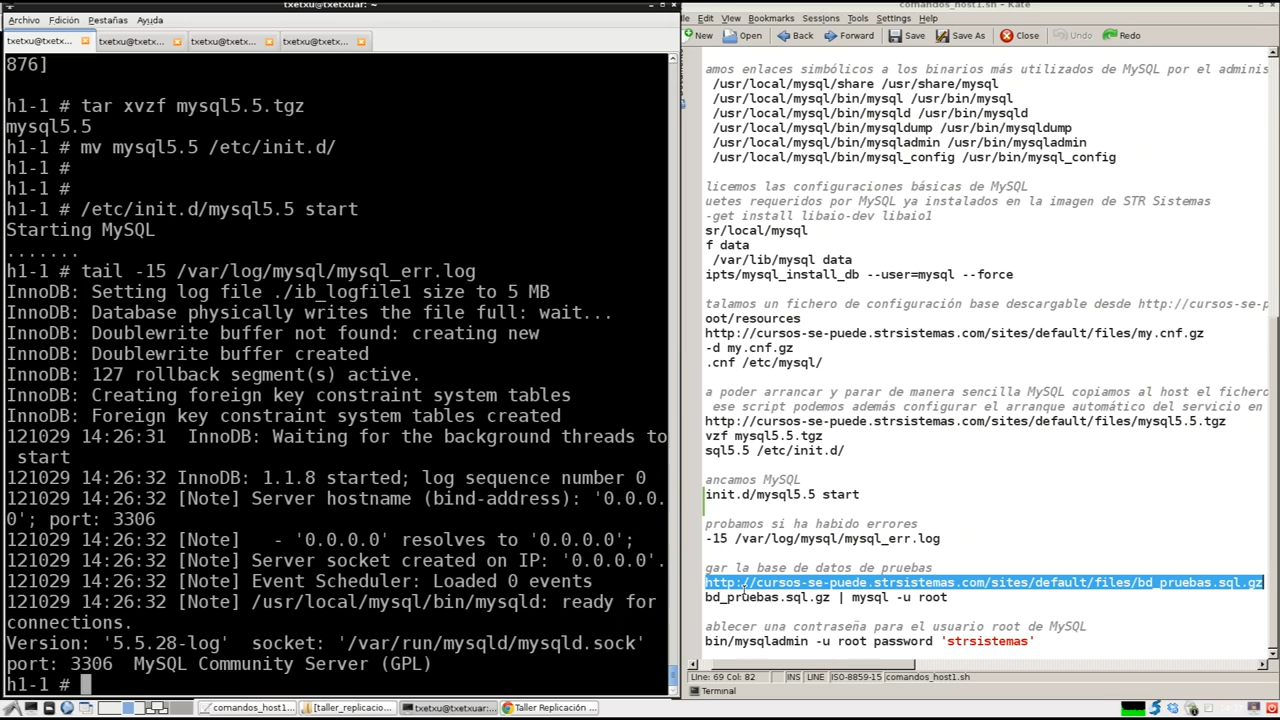 txetxu@txetxuar: ~
Archivo Edición Pestañas Ayuda
txetxu@txetx... txetxu@txetx... txetxu@txetx... txetxu@txetx...
876]
h1-1 # tar xvzf mysql5.5.tgz
mysql5.5
h1-1 # mv mysql5.5 /etc/init.d/
h1-1 #
h1-1 #
h1-1 # /etc/init.d/mysql5.5 start
Starting MySQL
.......
h1-1 # tail -15 /var/log/mysql/mysql_err.log
InnoDB: Setting log file ./ib_logfile1 size to 5 MB
InnoDB: Database physically writes the file full: wait...
InnoDB: Doublewrite buffer not found: creating new
InnoDB: Doublewrite buffer created
InnoDB: 127 rollback segment(s) active.
InnoDB: Creating foreign key constraint system tables
InnoDB: Foreign key constraint system tables created
121029 14:26:31  InnoDB: Waiting for the background threads to
start
121029 14:26:32 InnoDB: 1.1.8 started; log sequence number 0
121029 14:26:32 [Note] Server hostname (bind-address): '0.0.0.
0'; port: 3306
121029 14:26:32 [Note]   - '0.0.0.0' resolves to '0.0.0.0';
121029 14:26:32 [Note] Server socket created on IP: '0.0.0.0'.
121029 14:26:32 [Note] Event Scheduler: Loaded 0 events
121029 14:26:32 [Note] /usr/local/mysql/bin/mysqld: ready for
connections.
Version: '5.5.28-log'  socket: '/var/run/mysqld/mysqld.sock'
port: 3306  MySQL Community Server (GPL)
h1-1 #
comandos_host1.sh - Kate
Edit View Bookmarks Sessions Tools Settings Help
New Open Back Forward Save Save As Close Undo Redo
amos enlaces simbólicos a los binarios más utilizados de MySQL por el adminis
/usr/local/mysql/share /usr/share/mysql
/usr/local/mysql/bin/mysql /usr/bin/mysql
/usr/local/mysql/bin/mysqld /usr/bin/mysqld
/usr/local/mysql/bin/mysqldump /usr/bin/mysqldump
/usr/local/mysql/bin/mysqladmin /usr/bin/mysqladmin
/usr/local/mysql/bin/mysql_config /usr/bin/mysql_config
licemos las configuraciones básicas de MySQL
uetes requeridos por MySQL ya instalados en la imagen de STR Sistemas
-get install libaio-dev libaio1
sr/local/mysql
f data
/var/lib/mysql data
ipts/mysql_install_db --user=mysql --force
talamos un fichero de configuración base descargable desde http://cursos-se-p
oot/resources
http://cursos-se-puede.strsistemas.com/sites/default/files/my.cnf.gz
-d my.cnf.gz
.cnf /etc/mysql/
a poder arrancar y parar de manera sencilla MySQL copiamos al host el fichero
ese script podemos además configurar el arranque automático del servicio en
http://cursos-se-puede.strsistemas.com/sites/default/files/mysql5.5.tgz
vzf mysql5.5.tgz
sql5.5 /etc/init.d/
ancamos MySQL
init.d/mysql5.5 start
probamos si ha habido errores
-15 /var/log/mysql/mysql_err.log
gar la base de datos de pruebas
http://cursos-se-puede.strsistemas.com/sites/default/files/bd_pruebas.sql.gz
bd_pruebas.sql.gz | mysql -u root
ablecer una contraseña para el usuario root de MySQL
bin/mysqladmin -u root password 'strsistemas'
Line: 69 Col: 82 INS LINE ISO-8859-15 comandos_host1.sh
Terminal
comandos_host1.... [taller_replicacio... txetxu@txetxuar:... Taller Replicación ...